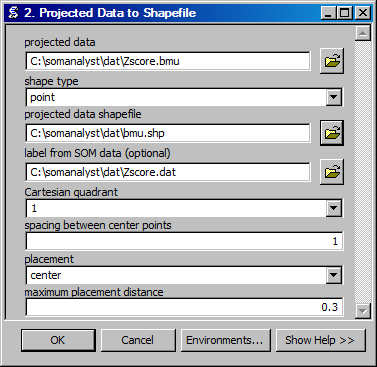 2. Projected Data to Shapefile
projected data
C:\somanalyst\dat\Zscore.bmu
shape type
point
projected data shapefile
C:\somanalyst\dat\bmu.shp
label from SOM data (optional)
C:\somanalyst\dat\Zscore.dat
Cartesian quadrant
1
spacing between center points
1
placement
center
maximum placement distance
0.3
OK Cancel Environments... Show Help >>